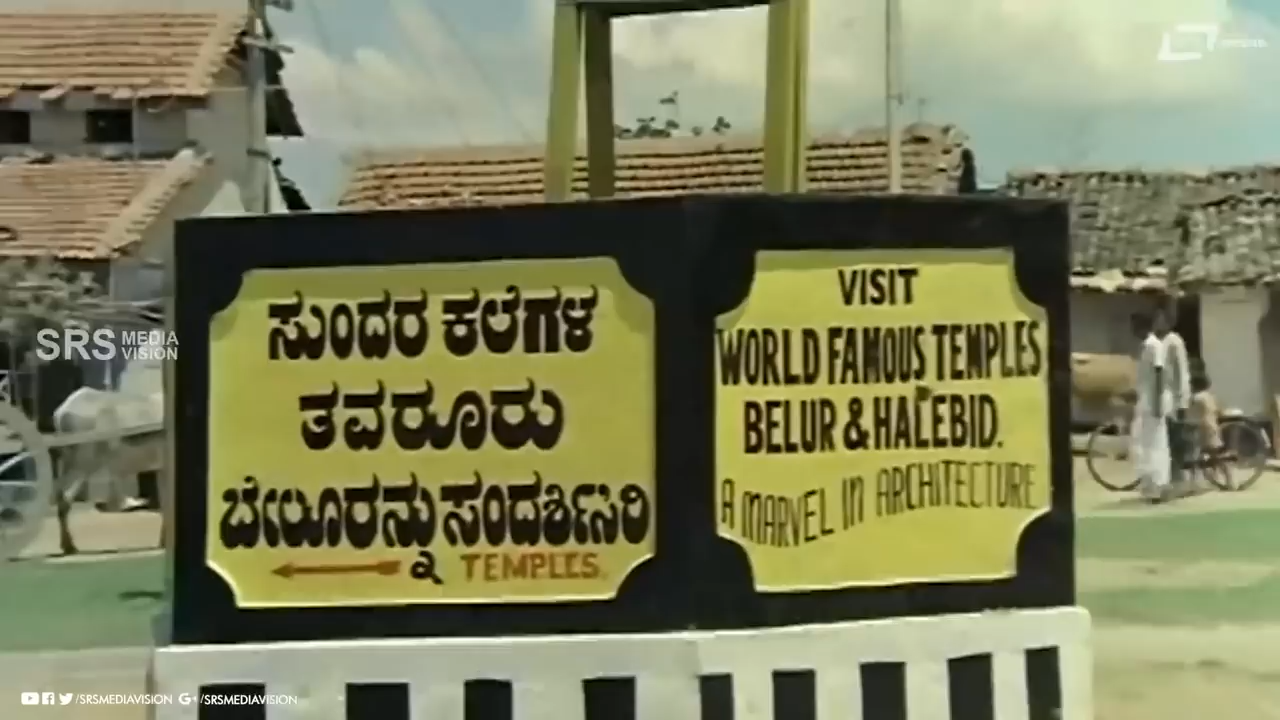 ಸುಂದರ ಕಲೆಗಳ
ತವರೂರು
ಬೇಲೂರನ್ನು ಸಂದರ್ಶಿಸಿರಿ
TEMPLES.
VISIT
WORLD FAMOUS TEMPLES
BELUR & HALEBID.
A MARVEL IN ARCHITECTURE
SRS MEDIA VISION
/SRSMEDIAVISION G+/SRSMEDIAVISION